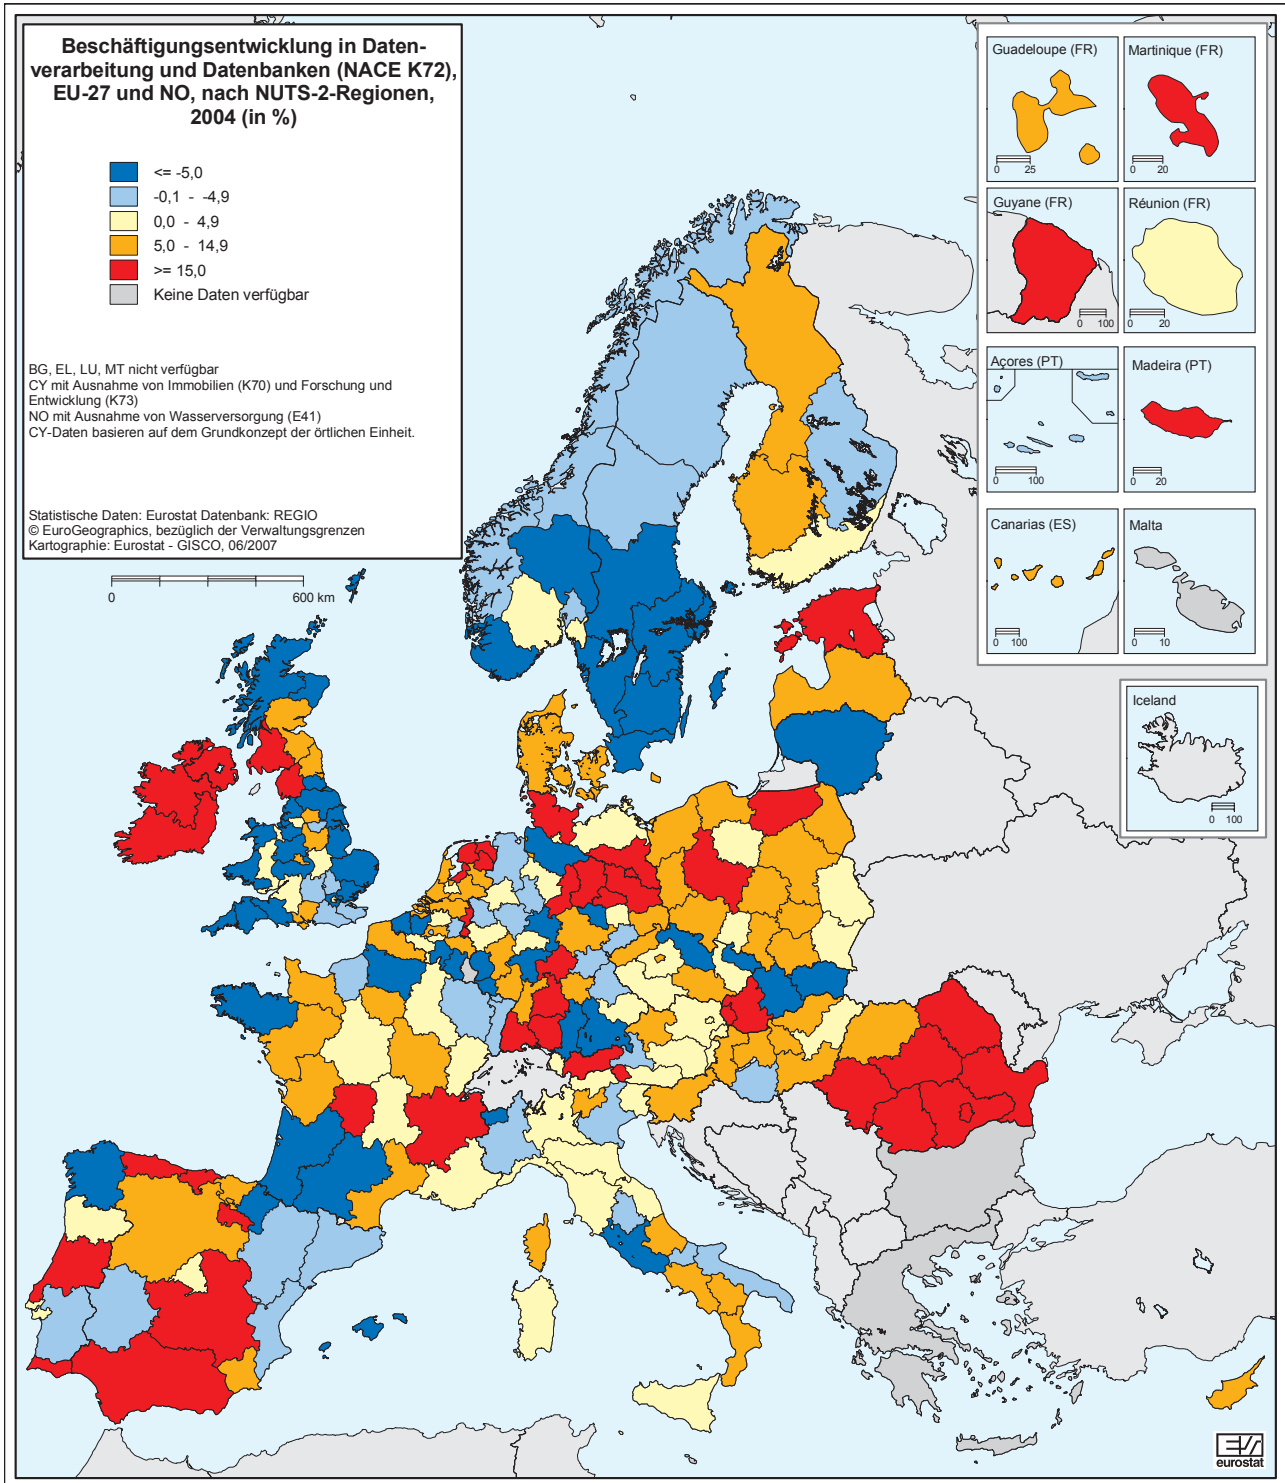 Beschäftigungsentwicklung in Daten-
verarbeitung und Datenbanken (NACE K72),
EU-27 und NO, nach NUTS-2-Regionen,
2004 (in %)
<= -5,0
-0,1 - -4,9
0,0 - 4,9
5,0 - 14,9
>= 15,0
Keine Daten verfügbar
BG, EL, LU, MT nicht verfügbar
CY mit Ausnahme von Immobilien (K70) und Forschung und
Entwicklung (K73)
NO mit Ausnahme von Wasserversorgung (E41)
CY-Daten basieren auf dem Grundkonzept der örtlichen Einheit.
Statistische Daten: Eurostat Datenbank: REGIO
© EuroGeographics, bezüglich der Verwaltungsgrenzen
Kartographie: Eurostat - GISCO, 06/2007
0 600 km
Guadeloupe (FR)
0 25
Martinique (FR)
0 20
Guyane (FR)
0 100
Réunion (FR)
0 20
Açores (PT)
0 100
Madeira (PT)
0 20
Canarias (ES)
0 100
Malta
0 10
Iceland
0 100
eurostat